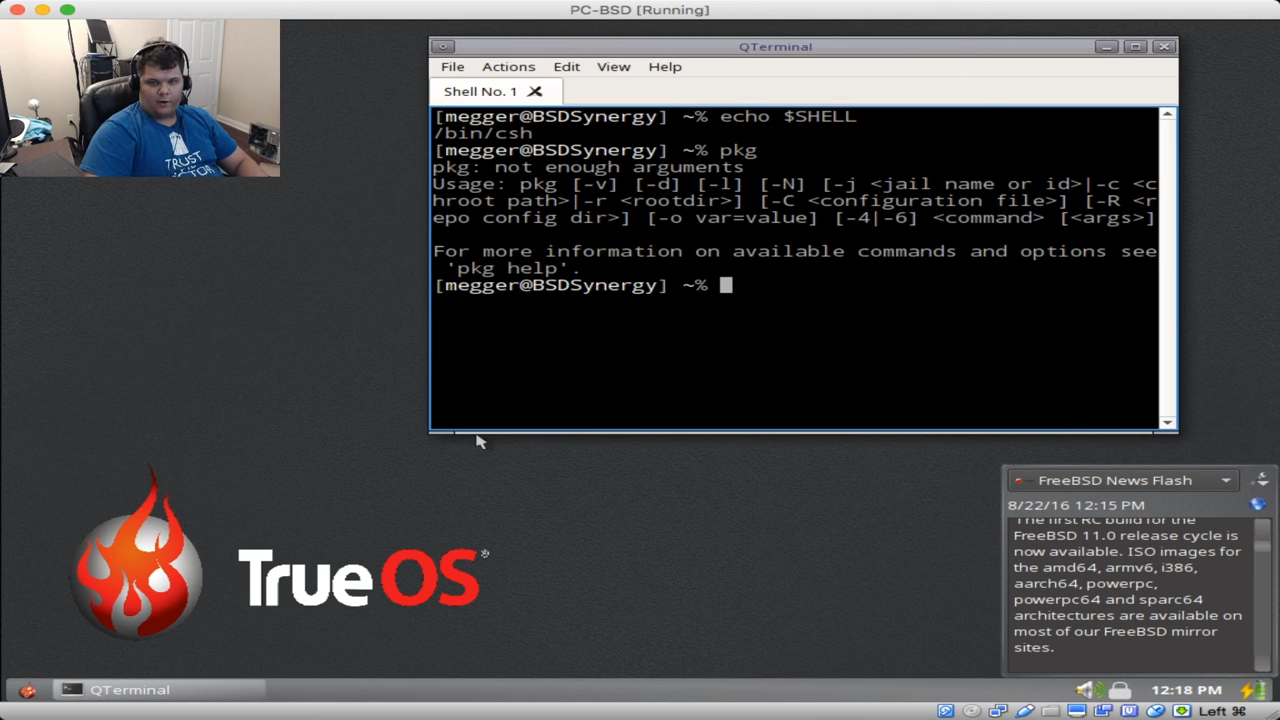 PC-BSD [Running]
QTerminal
File Actions Edit View Help
Shell No. 1
[megger@BSDSynergy] ~% echo $SHELL
/bin/csh
[megger@BSDSynergy] ~% pkg
pkg: not enough arguments
Usage: pkg [-v] [-d] [-l] [-N] [-j <jail name or id>|-c <c
hroot path>|-r <rootdir>] [-C <configuration file>] [-R <r
epo config dir>] [-o var=value] [-4|-6] <command> [<args>]
For more information on available commands and options see
'pkg help'.
[megger@BSDSynergy] ~%
TRUST
TrueOS®
FreeBSD News Flash
8/22/16 12:15 PM
The first RC build for the
FreeBSD 11.0 release cycle is
now available. ISO images for
the amd64, armv6, i386,
aarch64, powerpc,
powerpc64 and sparc64
architectures are available on
most of our FreeBSD mirror
sites.
QTerminal
12:18 PM
Left ⌘